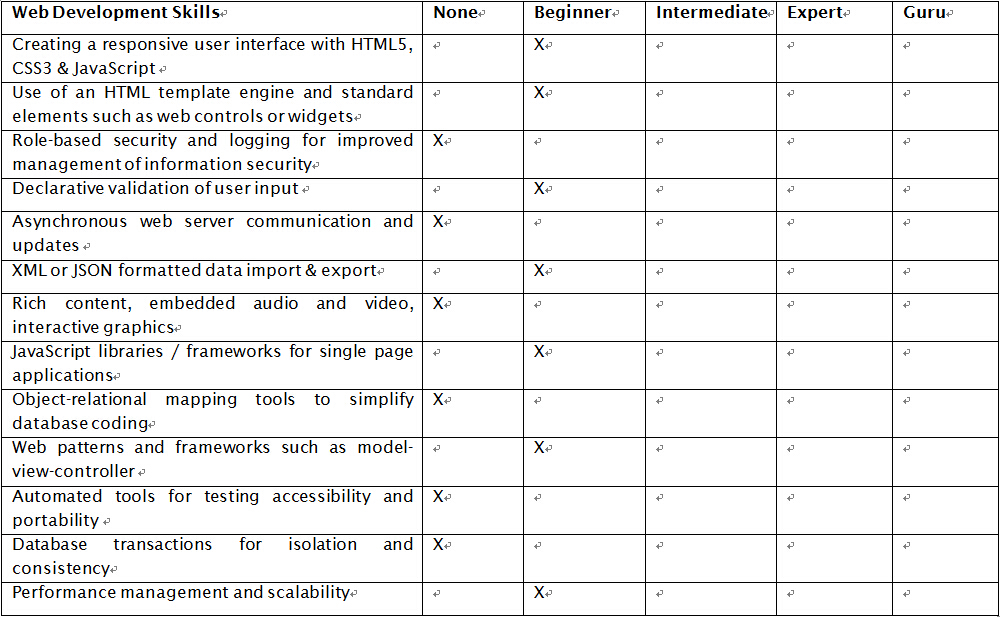 Web Development Skills None Beginner Intermediate Expert Guru
Creating a responsive user interface with HTML5, X
CSS3 & JavaScript
Use of an HTML template engine and standard X
elements such as web controls or widgets
Role-based security and logging for improved X
management of information security
Declarative validation of user input X
Asynchronous web server communication and X
updates
XML or JSON formatted data import & export X
Rich content, embedded audio and video, X
interactive graphics
JavaScript libraries / frameworks for single page X
applications
Object-relational mapping tools to simplify X
database coding
Web patterns and frameworks such as model- X
view-controller
Automated tools for testing accessibility and X
portability
Database transactions for isolation and X
consistency
Performance management and scalability X